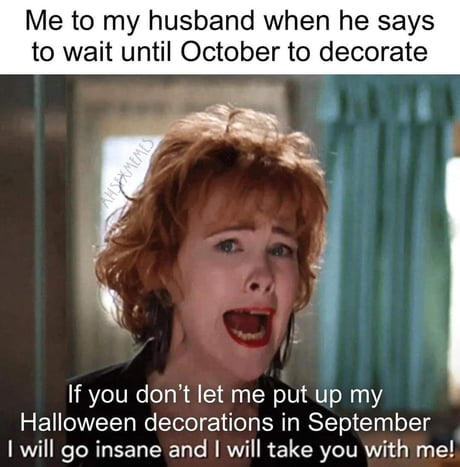 Me to my husband when he says
to wait until October to decorate
AHSXMEMES
If you don't let me put up my
Halloween decorations in September
I will go insane and I will take you with me!